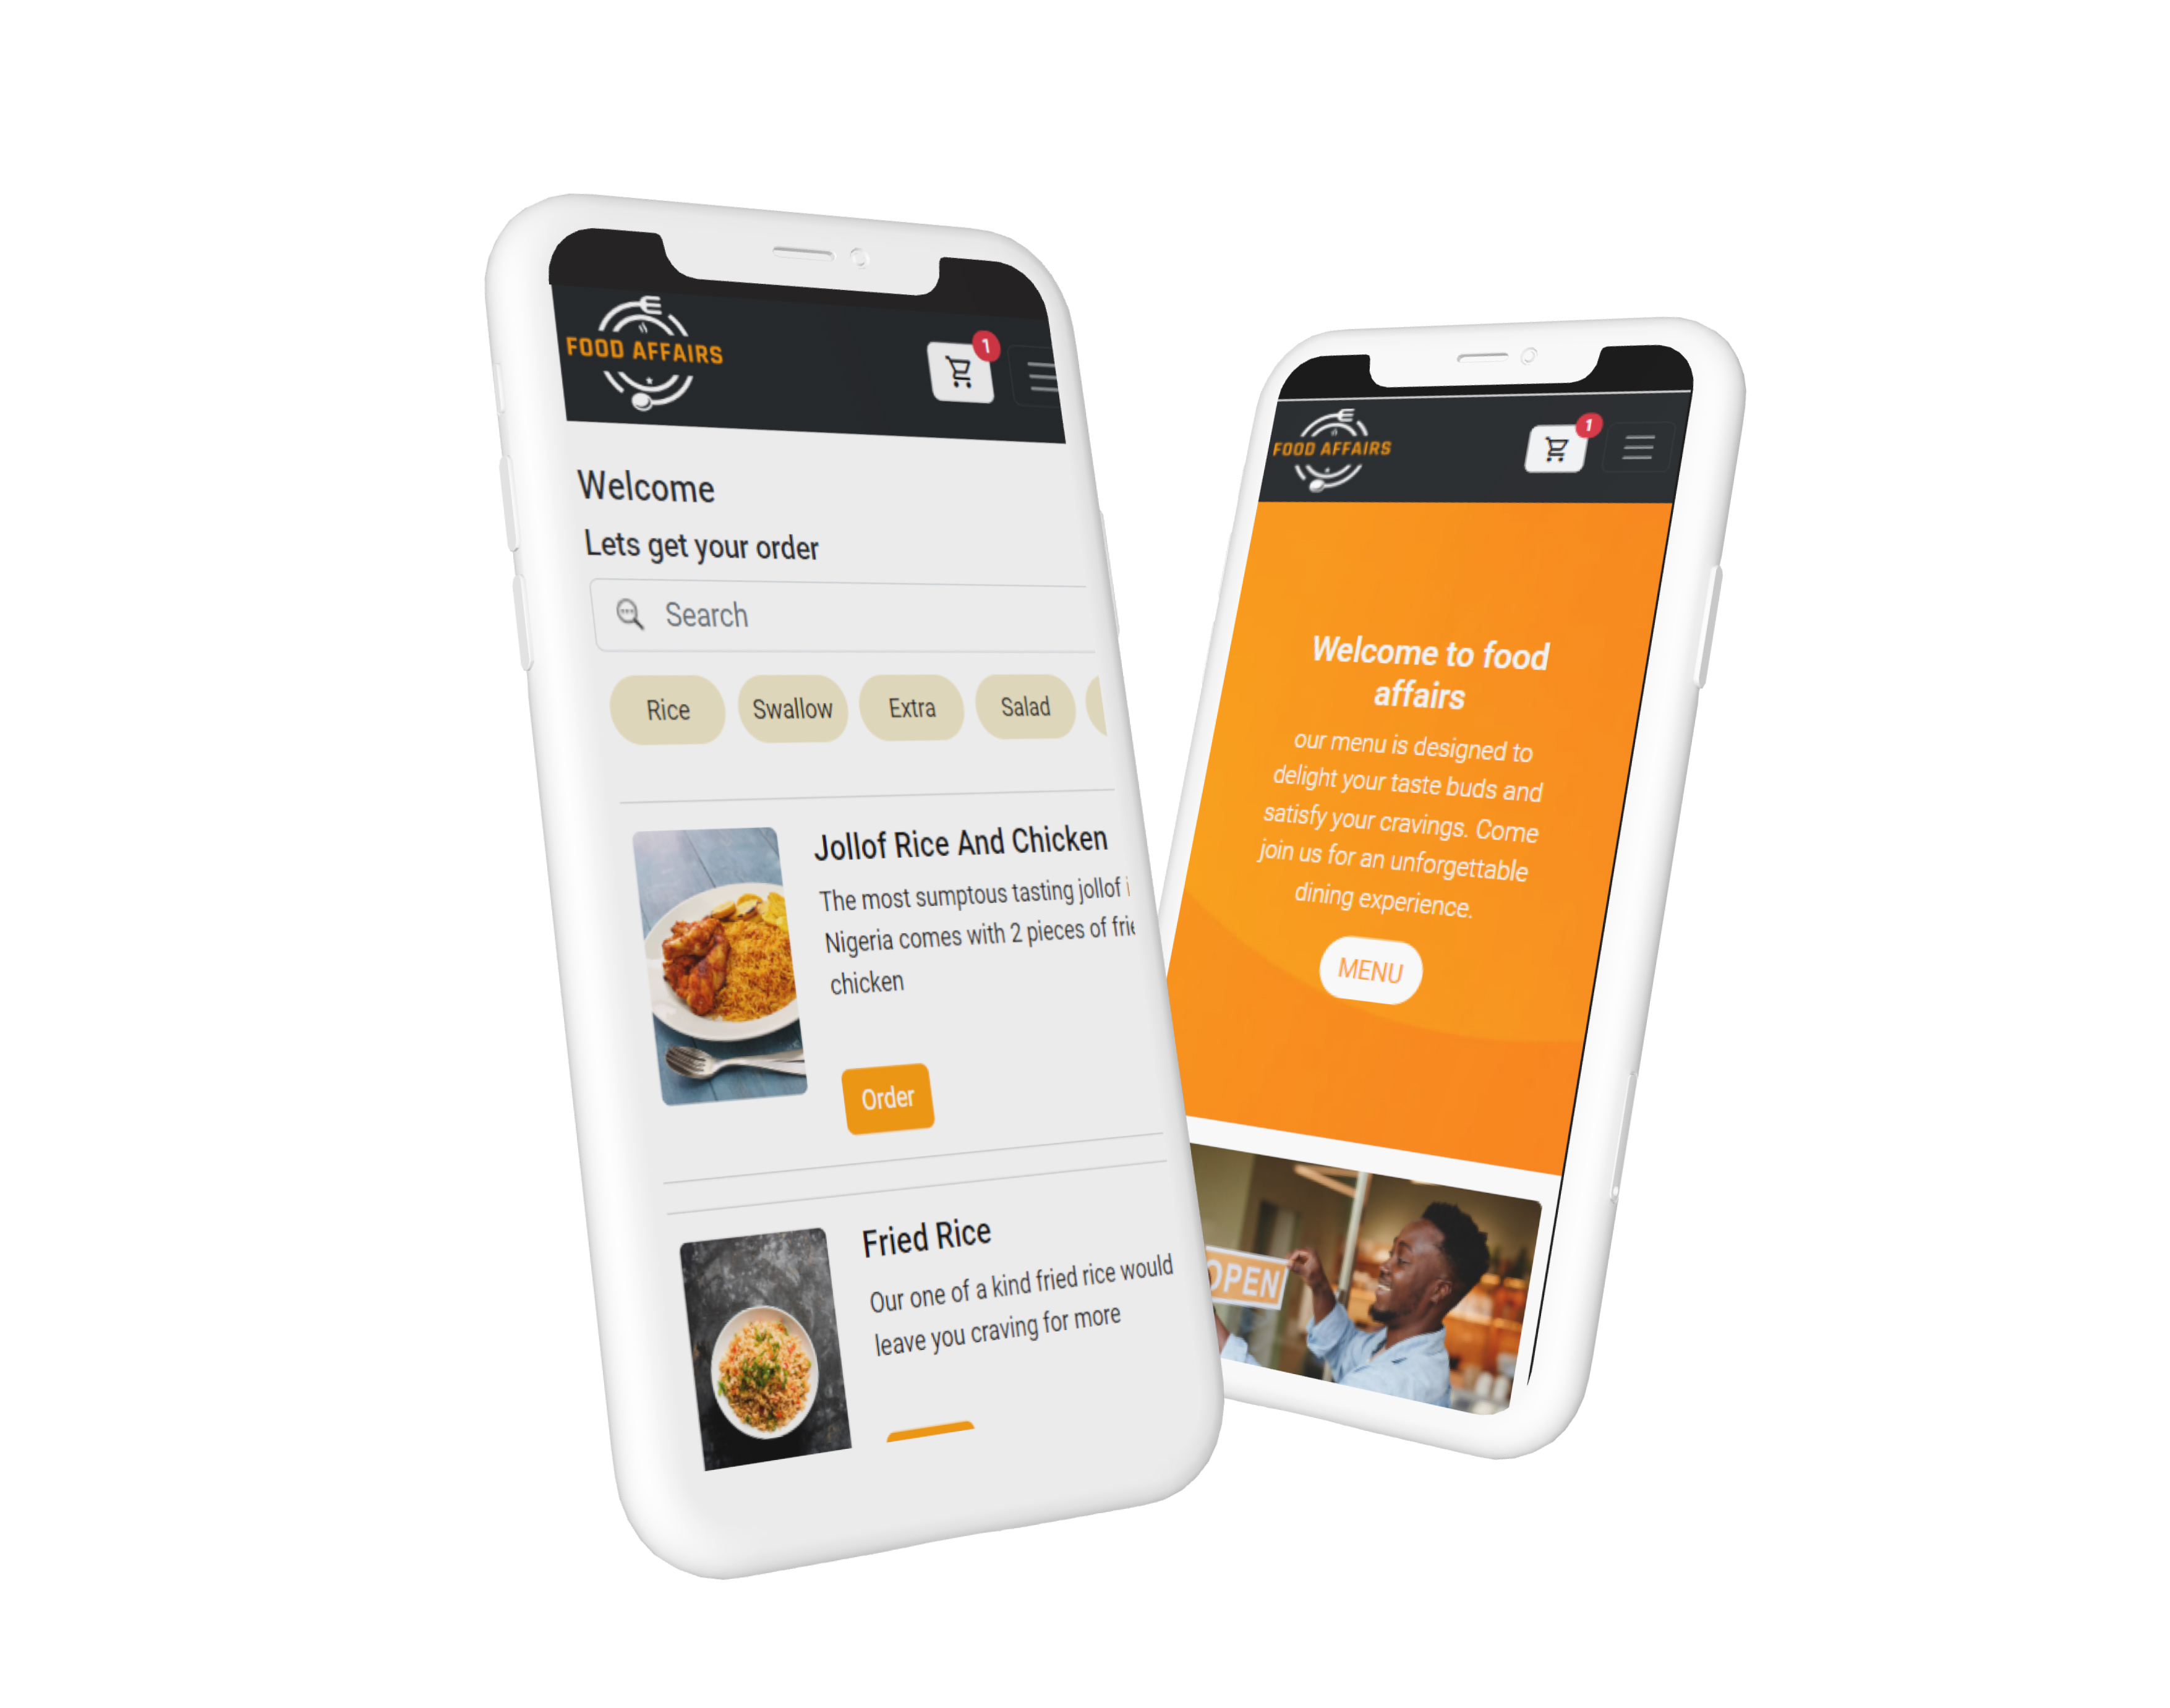 FOOD AFFAIRS
1
Welcome
Lets get your order
Search
Rice
Swallow
Extra
Salad
Jollof Rice And Chicken
The most sumptous tasting jollof
Nigeria comes with 2 pieces of
chicken
Order
Fried Rice
Our one of a kind fried rice would
leave you craving for more
FOOD AFFAIRS
1
Welcome to food
affairs
our menu is designed to
delight your taste buds and
satisfy your cravings. Come
join us for an unforgettable
dining experience.
MENU
OPEN